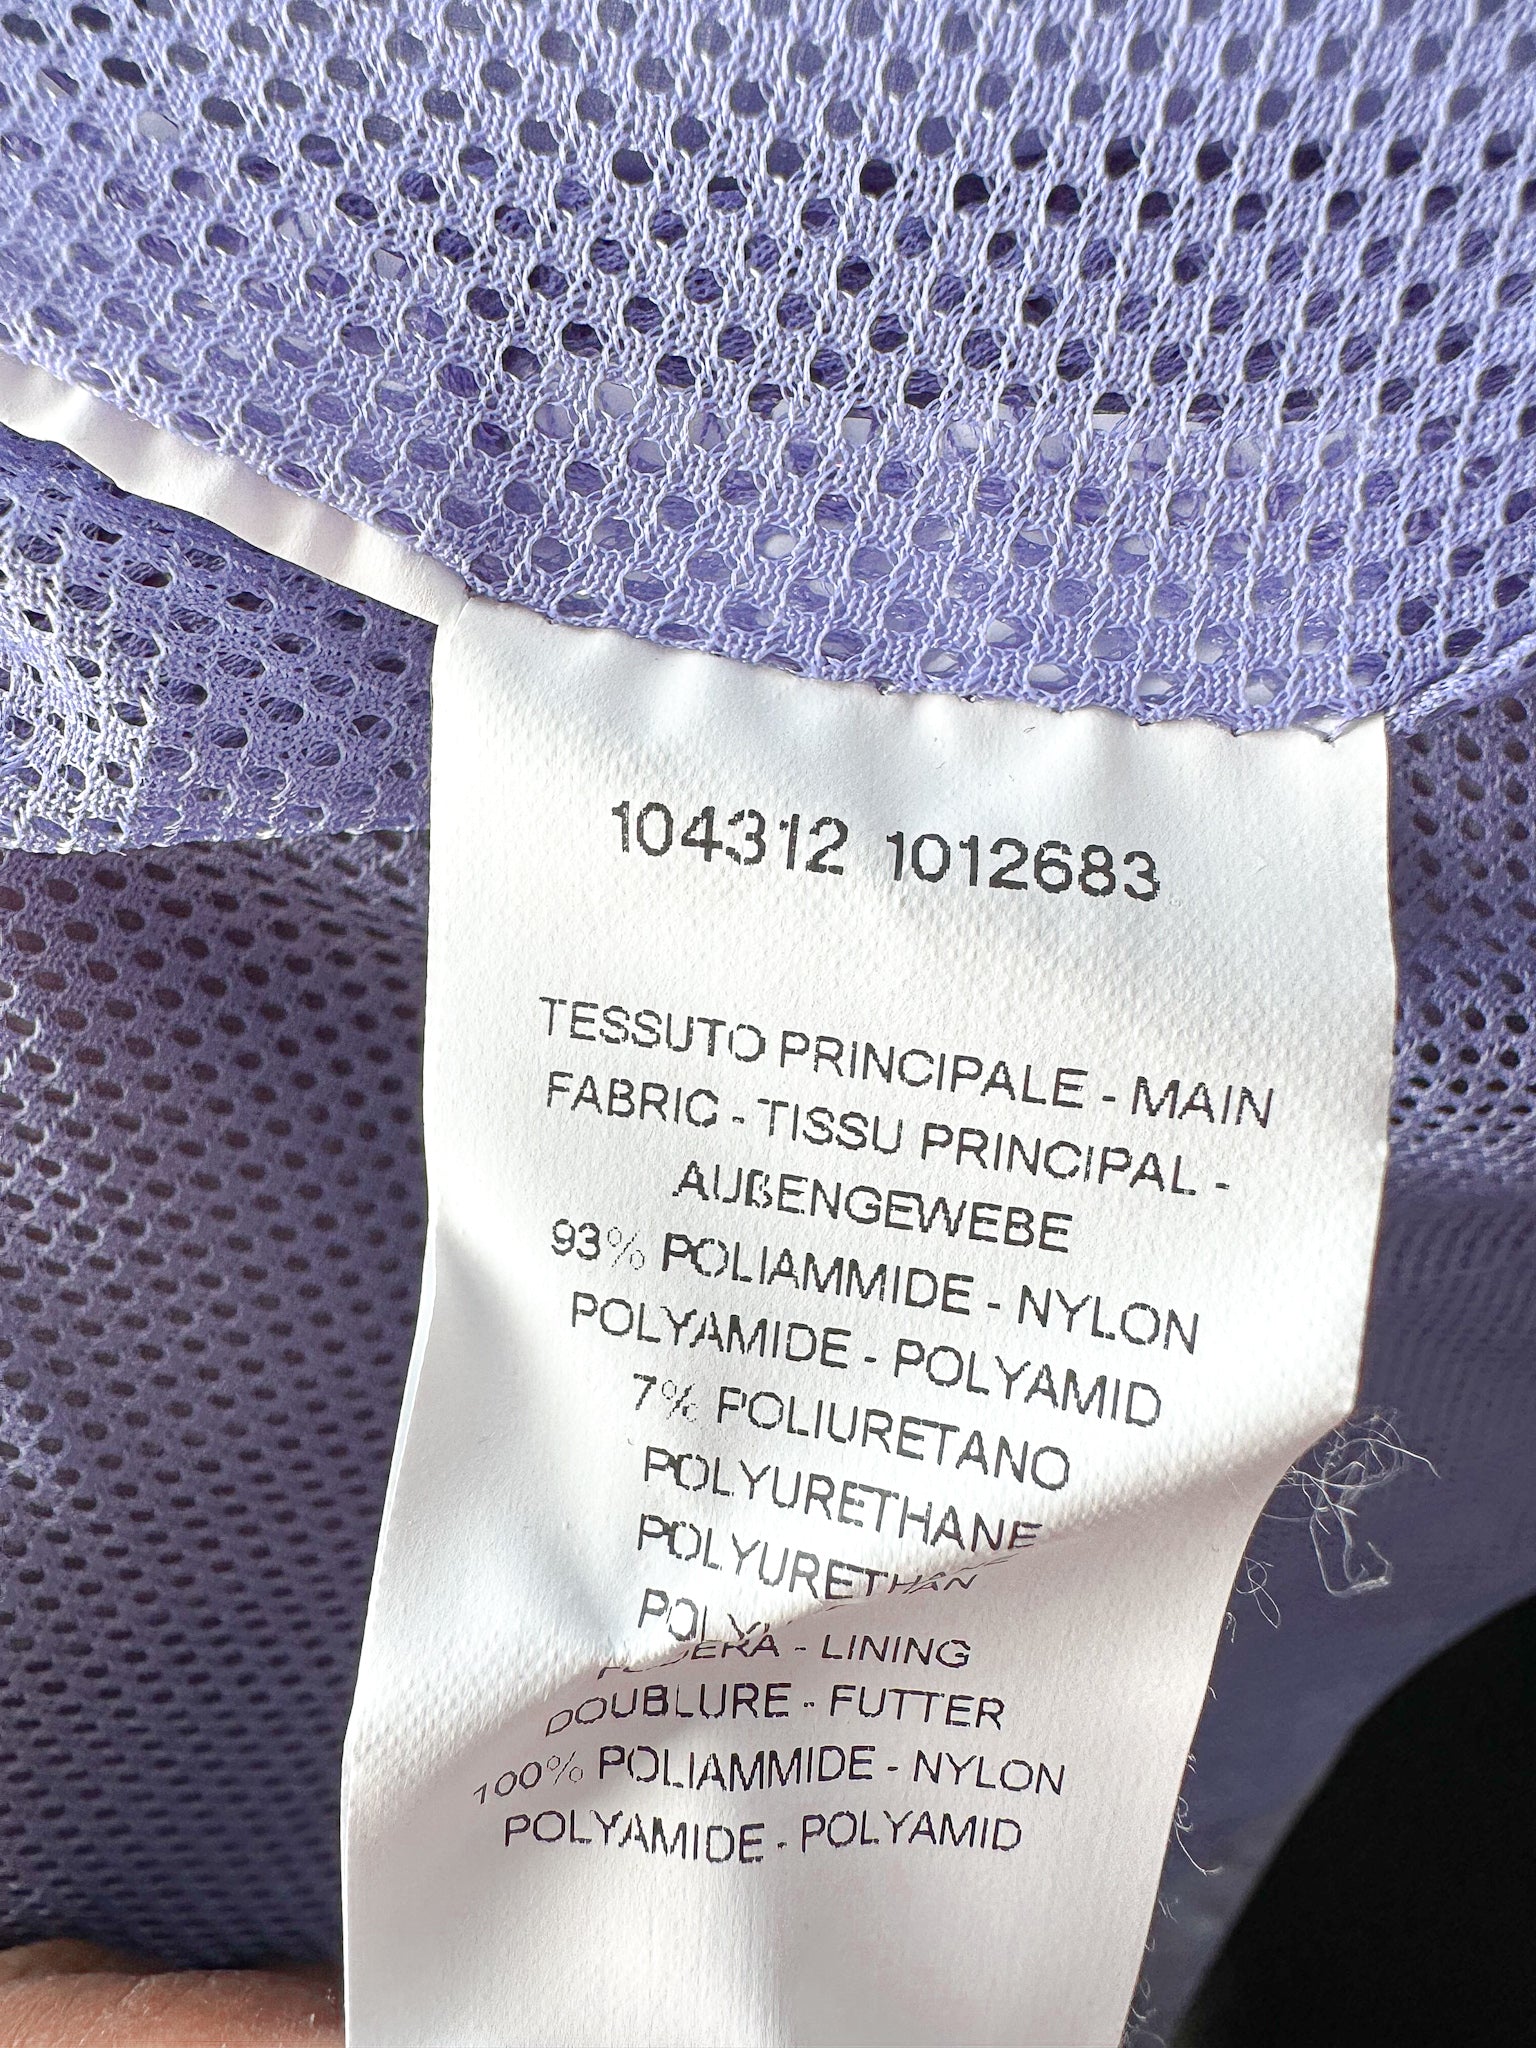 104312 1012683
TESSUTO PRINCIPALE - MAIN
FABRIC - TISSU PRINCIPAL -
AUßENGEWEBE
93% POLIAMMIDE - NYLON
POLYAMIDE - POLYAMID
7% POLIURETANO
POLYURETHANE
POLYURETHAN
- LINING
DOUBLURE - FUTTER
100% POLIAMMIDE - NYLON
POLYAMIDE - POLYAMID